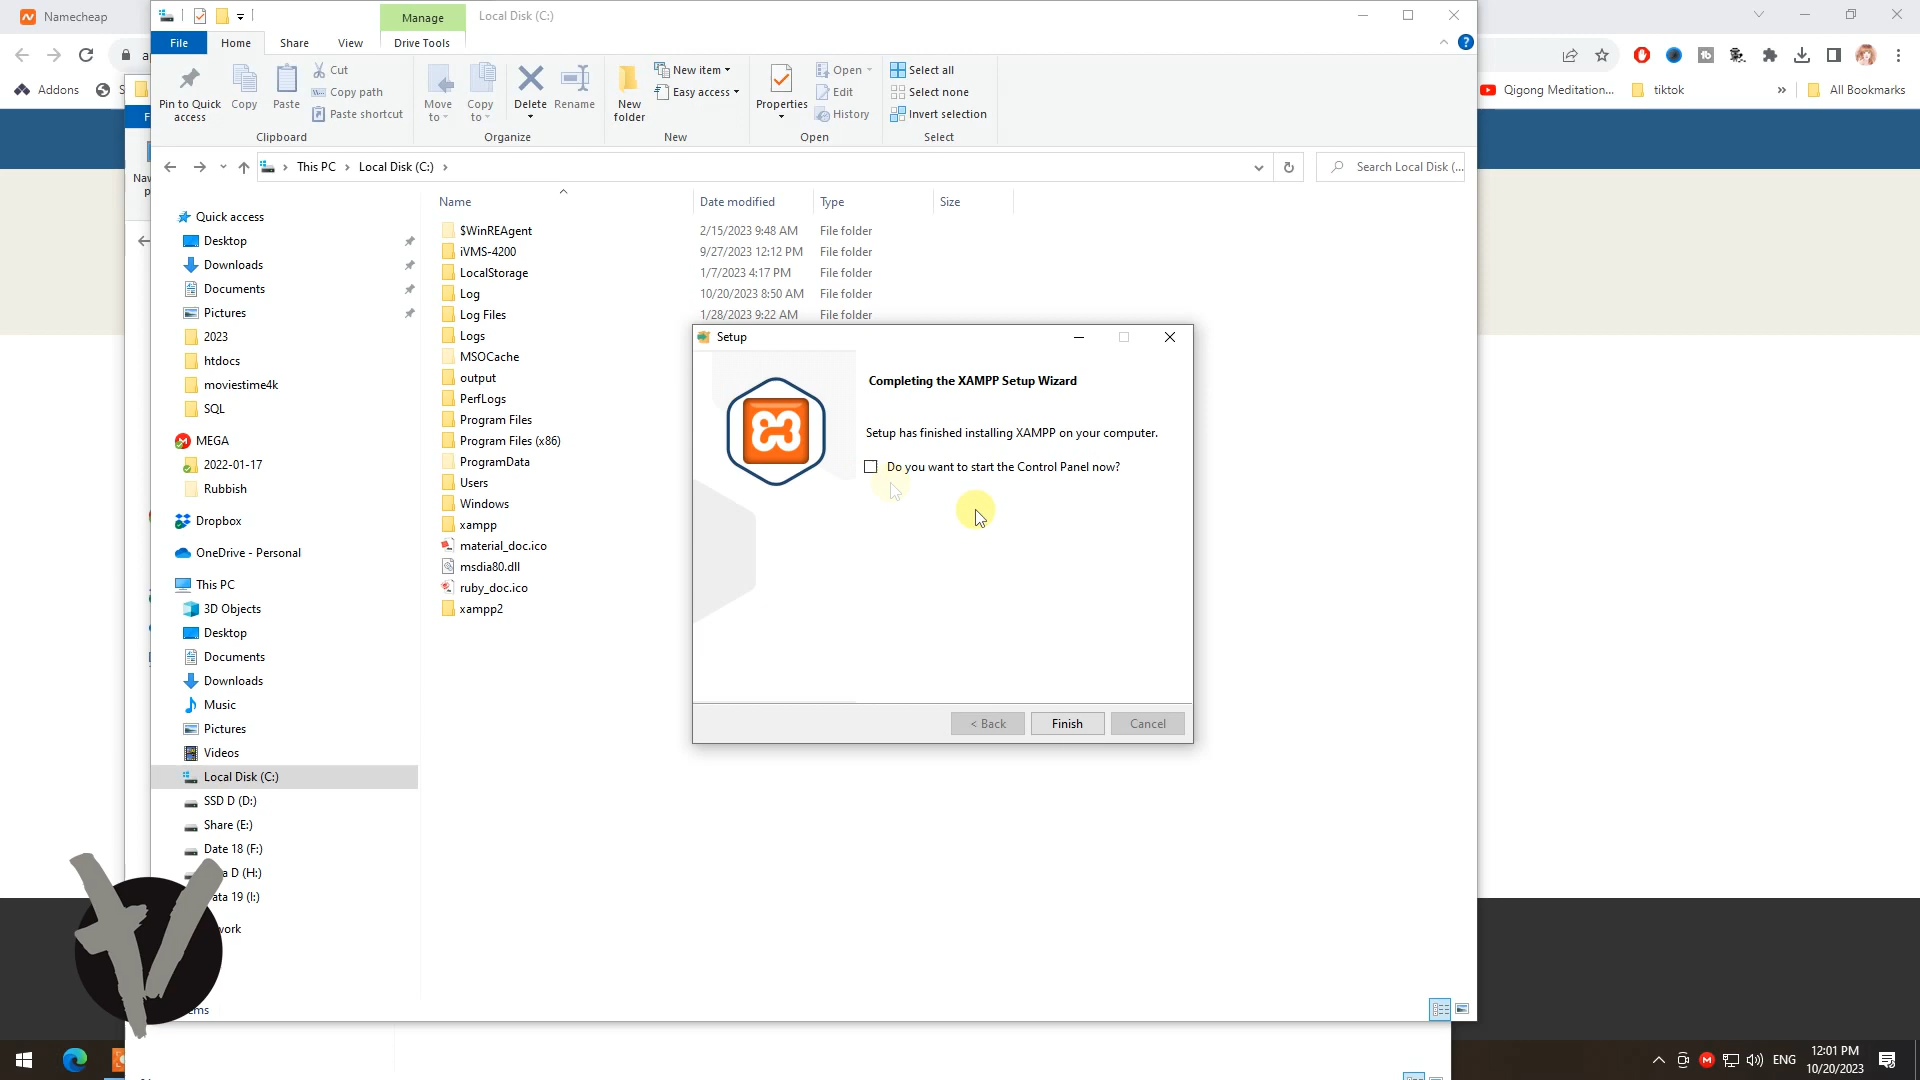 Namecheap
Manage
Local Disk (C:)
File
Home
Share
View
Drive Tools
Addons
Pin to Quick access
Copy
Paste
Cut
Copy path
Paste shortcut
Clipboard
Move to
Copy to
Delete
Rename
Organize
New folder
New item
Easy access
New
Properties
Open
Edit
History
Open
Select all
Select none
Invert selection
Select
Qigong Meditation...
tiktok
»
All Bookmarks
This PC
Local Disk (C:)
Search Local Disk (...
Name
Date modified
Type
Size
Quick access
Desktop
Downloads
Documents
Pictures
2023
htdocs
moviestime4k
SQL
MEGA
2022-01-17
Rubbish
Dropbox
OneDrive - Personal
This PC
3D Objects
Desktop
Documents
Downloads
Music
Pictures
Videos
Local Disk (C:)
SSD D (D:)
Share (E:)
Date 18 (F:)
a D (H:)
ata 19 (I:)
work
ems
$WinREAgent 2/15/2023 9:48 AM File folder
iVMS-4200 9/27/2023 12:12 PM File folder
LocalStorage 1/7/2023 4:17 PM File folder
Log 10/20/2023 8:50 AM File folder
Log Files 1/28/2023 9:22 AM File folder
Logs
MSOCache
output
PerfLogs
Program Files
Program Files (x86)
ProgramData
Users
Windows
xampp
material_doc.ico
msdia80.dll
ruby_doc.ico
xampp2
Setup
Completing the XAMPP Setup Wizard
Setup has finished installing XAMPP on your computer.
Do you want to start the Control Panel now?
< Back
Finish
Cancel
ENG
12:01 PM
10/20/2023